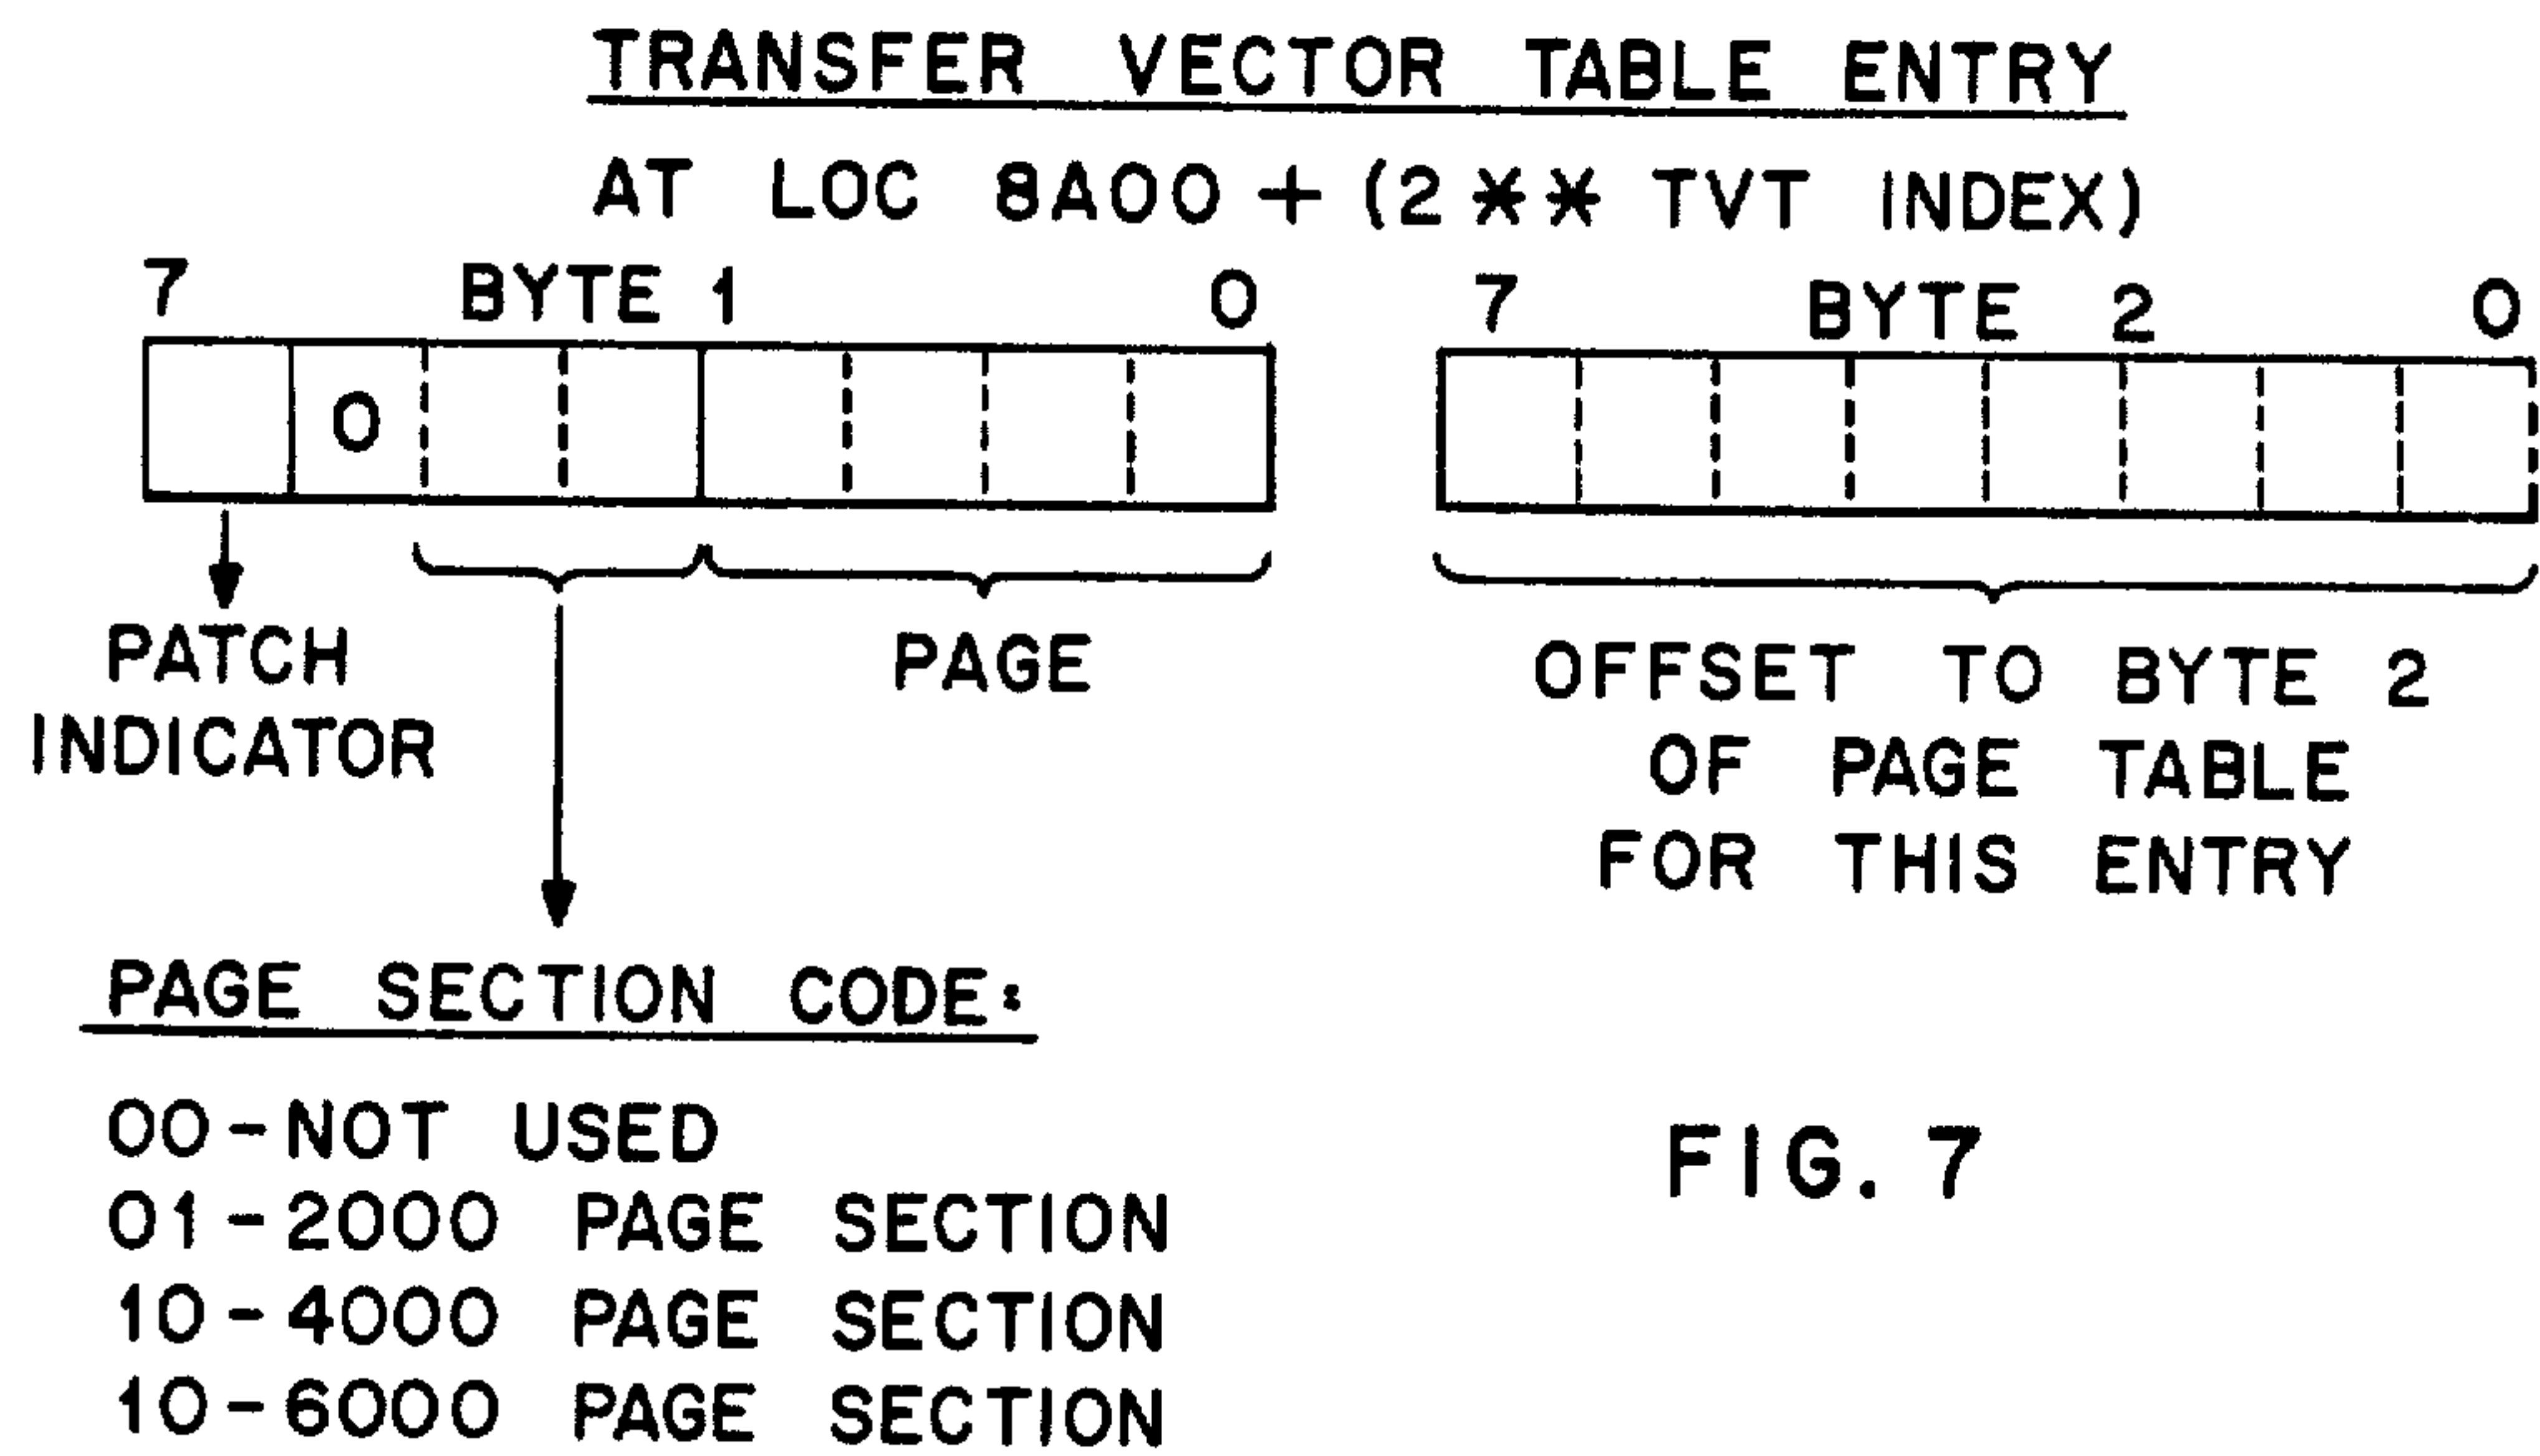 TRANSFER VECTOR TABLE ENTRY
AT LOC 8A00 + (2 ** TVT INDEX)
7 BYTE 1 0
7 BYTE 2 0
0
PATCH
INDICATOR
PAGE
OFFSET TO BYTE 2
OF PAGE TABLE
FOR THIS ENTRY
PAGE SECTION CODE:
00-NOT USED
01-2000 PAGE SECTION
10-4000 PAGE SECTION
10-6000 PAGE SECTION
FIG. 7